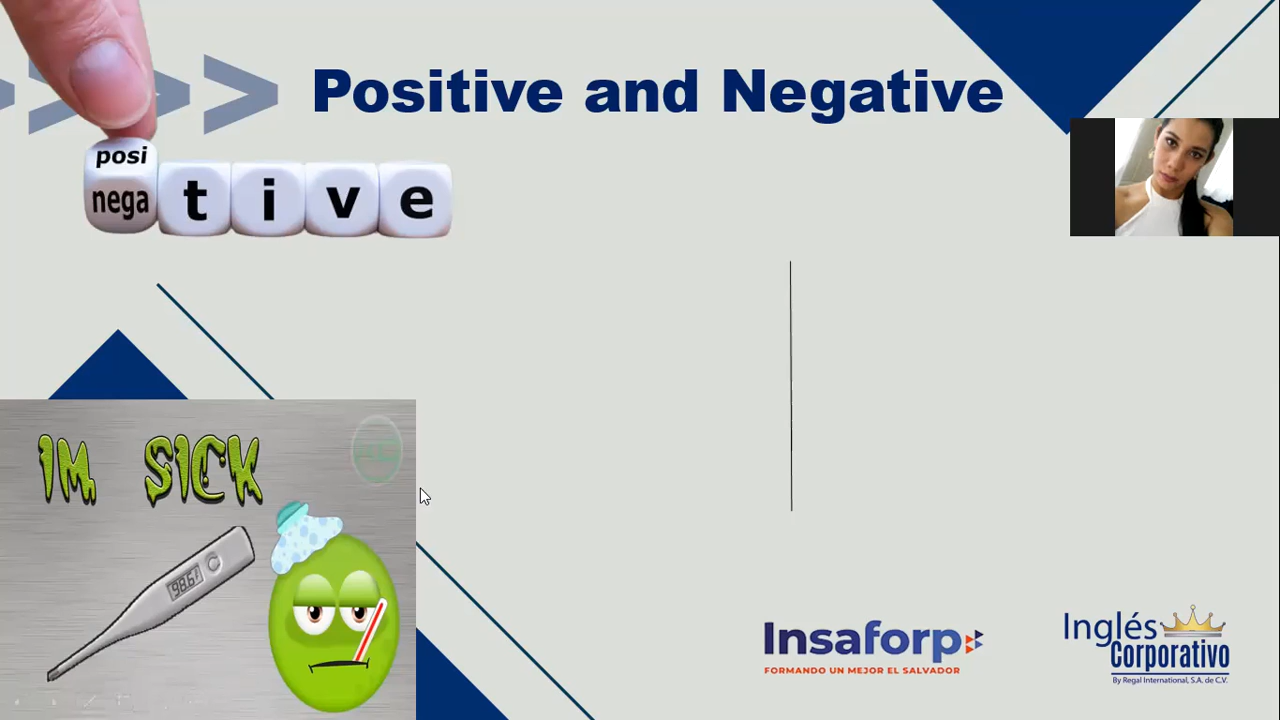 Positive and Negative
posi
nega t i v e
IM SICK
98.6
Insaforp
FORMANDO UN MEJOR EL SALVADOR
Inglés
Corporativo
By Regal International, S.A. de C.V.